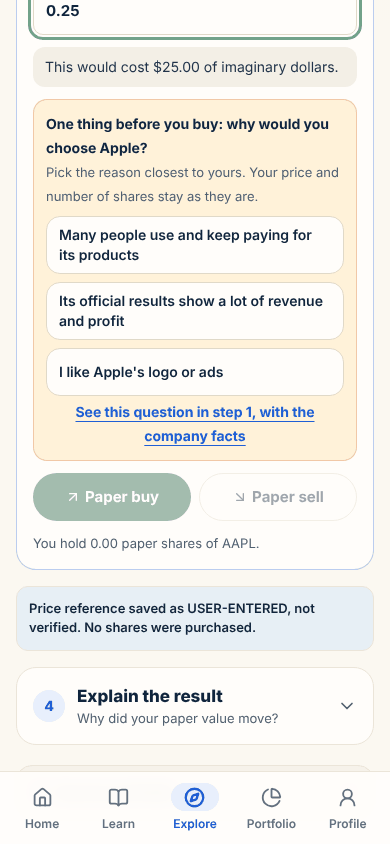 0.25
This would cost $25.00 of imaginary dollars.
One thing before you buy: why would you
choose Apple?
Pick the reason closest to yours. Your price and
number of shares stay as they are.
Many people use and keep paying for
its products
Its official results show a lot of revenue
and profit
I like Apple's logo or ads
See this question in step 1, with the
company facts
Paper buy
Paper sell
You hold 0.00 paper shares of AAPL.
Price reference saved as USER-ENTERED, not
verified. No shares were purchased.
4
Explain the result
Why did your paper value move?
Home
Learn
Explore
Portfolio
Profile